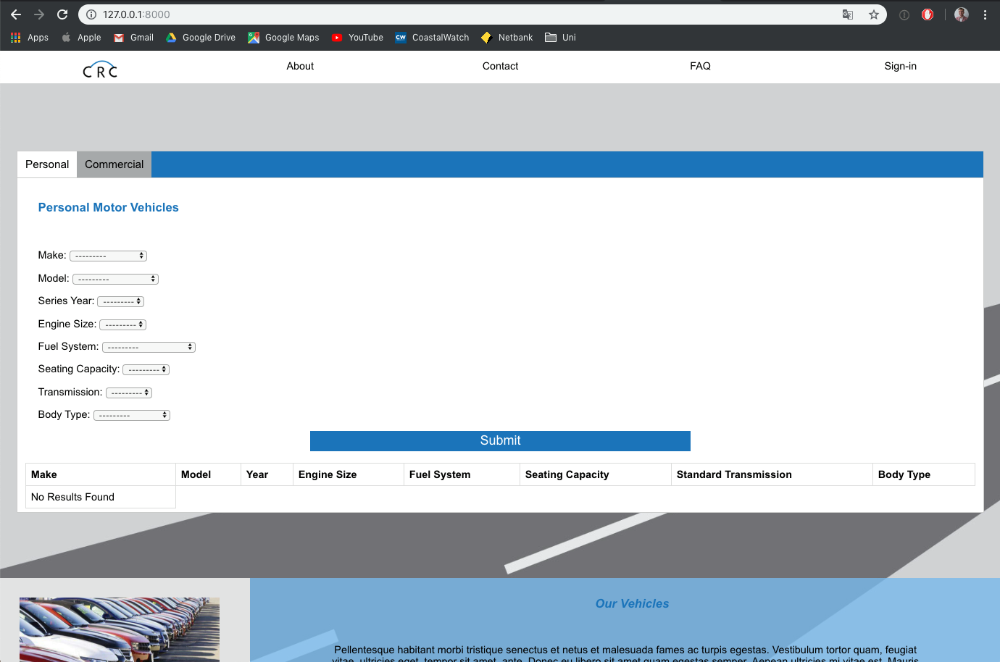 127.0.0.1:8000
Apps Apple Gmail Google Drive Google Maps YouTube CW CoastalWatch Netbank Uni
CRC About Contact FAQ Sign-in
Personal Commercial
Personal Motor Vehicles
Make: ---------
Model: ---------
Series Year: ---------
Engine Size: ---------
Fuel System: ---------
Seating Capacity: ---------
Transmission: ---------
Body Type: ---------
Submit
Make Model Year Engine Size Fuel System Seating Capacity Standard Transmission Body Type
No Results Found
Our Vehicles
Pellentesque habitant morbi tristique senectus et netus et malesuada fames ac turpis egestas. Vestibulum tortor quam, feugiat
vitae, ultricies eget, tempor sit amet, ante. Donec eu libero sit amet quam egestas semper. Aenean ultricies mi vitae est. Mauris